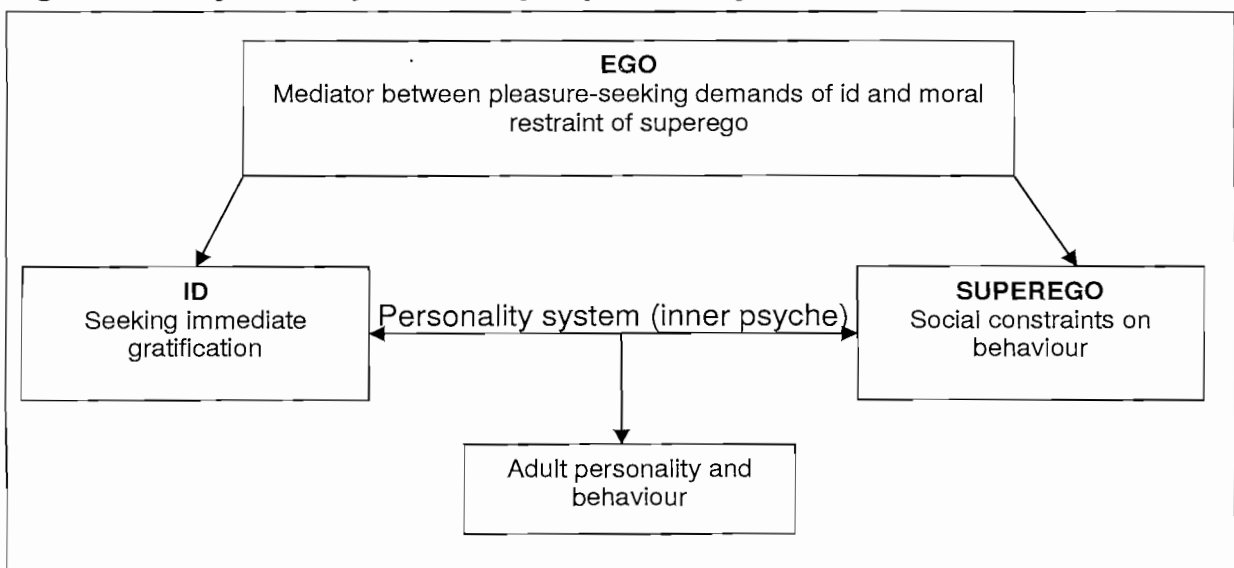 EGO
Mediator between pleasure-seeking demands of id and moral
restraint of superego
ID
Seeking immediate
gratification
Personality system (inner psyche)
SUPEREGO
Social constraints on
behaviour
Adult personality and
behaviour